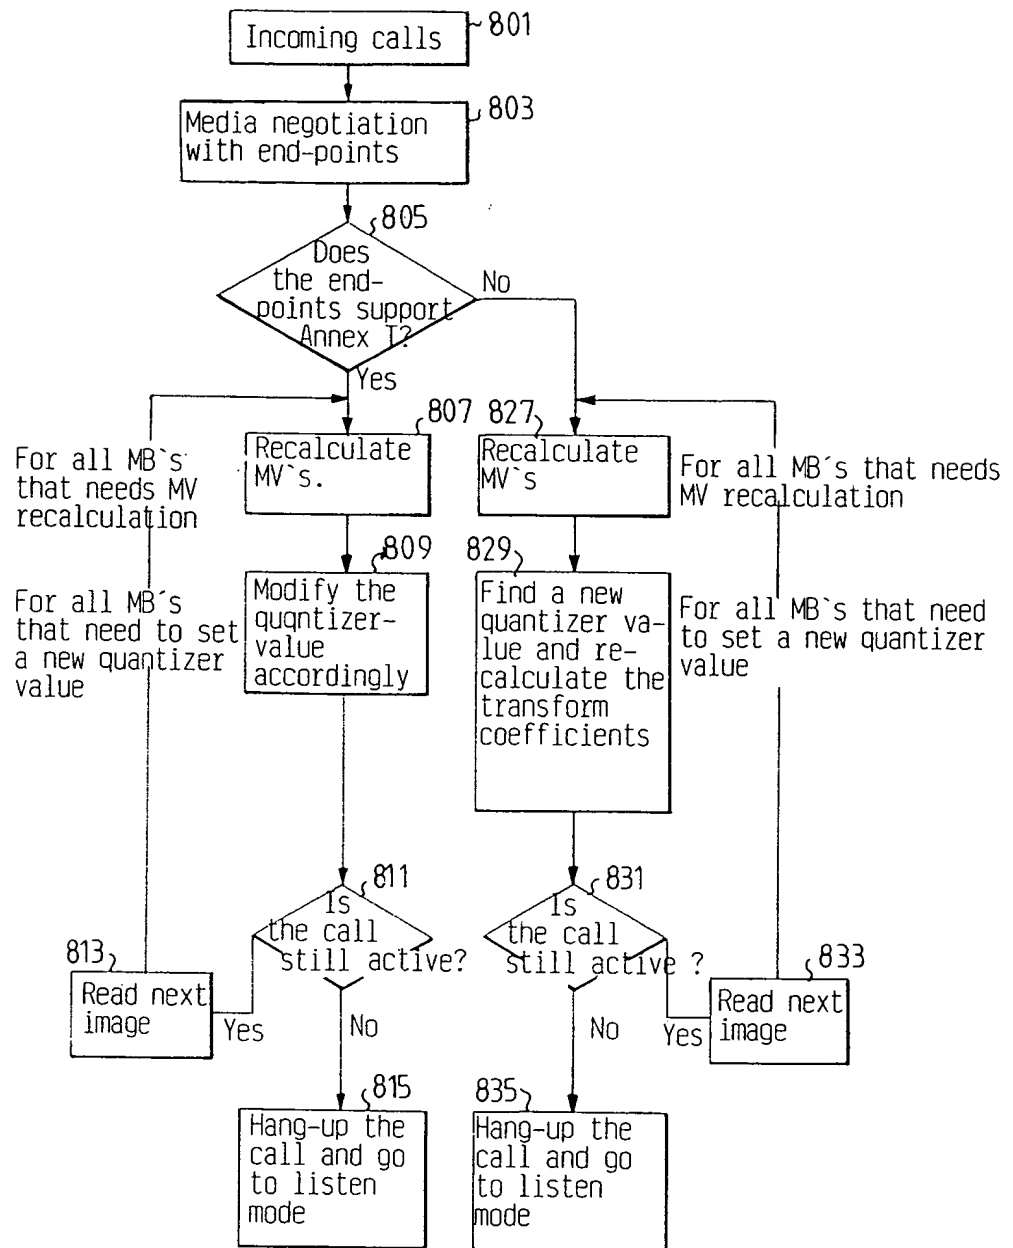 Incoming calls
801
Media negotiation
with end-points
803
805
Does
the end-
points support
Annex T?
No
Yes
807
Recalculate
MV`s.
827
Recalculate
MV`s
For all MB`s
that needs MV
recalculation
For all MB´s that needs
MV recalculation
809
Modify the
quqntizer-
value
accordingly
829
Find a new
quantizer va-
lue and re-
calculate the
transform
coefficients
For all MB´s
that need to set
a new quantizer
value
For all MB`s that need
to set a new quantizer
value
811
Is
the call
still active?
831
Is
the call
still active ?
813
Read next
image
Yes
No
833
Read next
image
Yes
No
815
Hang-up the
call and go
to listen
mode
835
Hang-up the
call and go
to listen
mode